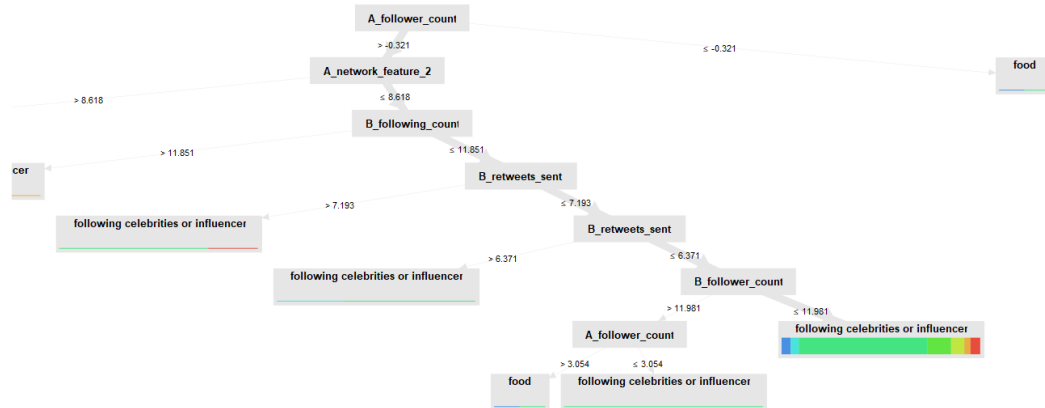 A_follower_count
> -0.321
≤ -0.321
food
A_network_feature_2
> 8.618
≤ 8.618
B_following_count
> 11.851
≤ 11.851
cer
B_retweets_sent
> 7.193
≤ 7.193
following celebrities or influencer
B_retweets_sent
> 6.371
≤ 6.371
following celebrities or influencer
B_follower_count
> 11.981
≤ 11.981
A_follower_count
following celebrities or influencer
> 3.054
≤ 3.054
food
following celebrities or influencer